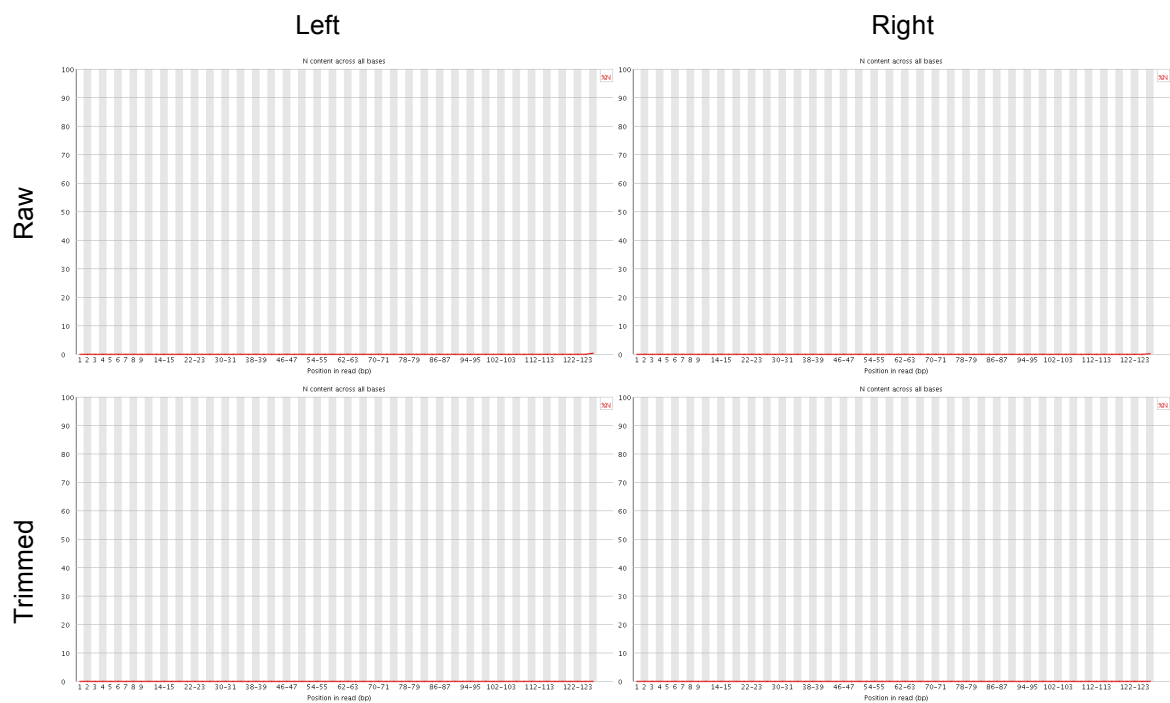 Left Right
Raw
N content across all bases
%N
100
90
80
70
60
50
40
30
20
10
0
1 2 3 4 5 6 7 8 9 14-15 22-23 30-31 38-39 46-47 54-55 62-63 70-71 78-79 86-87 94-95 102-103 112-113 122-123
Position in read (bp)
N content across all bases
%N
100
90
80
70
60
50
40
30
20
10
0
1 2 3 4 5 6 7 8 9 14-15 22-23 30-31 38-39 46-47 54-55 62-63 70-71 78-79 86-87 94-95 102-103 112-113 122-123
Position in read (bp)
Trimmed
N content across all bases
%N
100
90
80
70
60
50
40
30
20
10
0
1 2 3 4 5 6 7 8 9 14-15 22-23 30-31 38-39 46-47 54-55 62-63 70-71 78-79 86-87 94-95 102-103 112-113 122-123
Position in read (bp)
N content across all bases
%N
100
90
80
70
60
50
40
30
20
10
0
1 2 3 4 5 6 7 8 9 14-15 22-23 30-31 38-39 46-47 54-55 62-63 70-71 78-79 86-87 94-95 102-103 112-113 122-123
Position in read (bp)